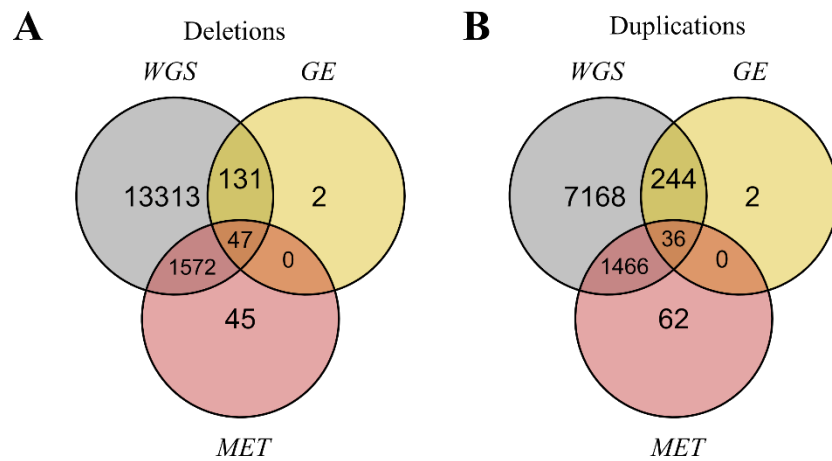 A
Deletions
WGS
GE
13313
131
2
47
1572
0
45
MET
B
Duplications
WGS
GE
7168
244
2
36
1466
0
62
MET